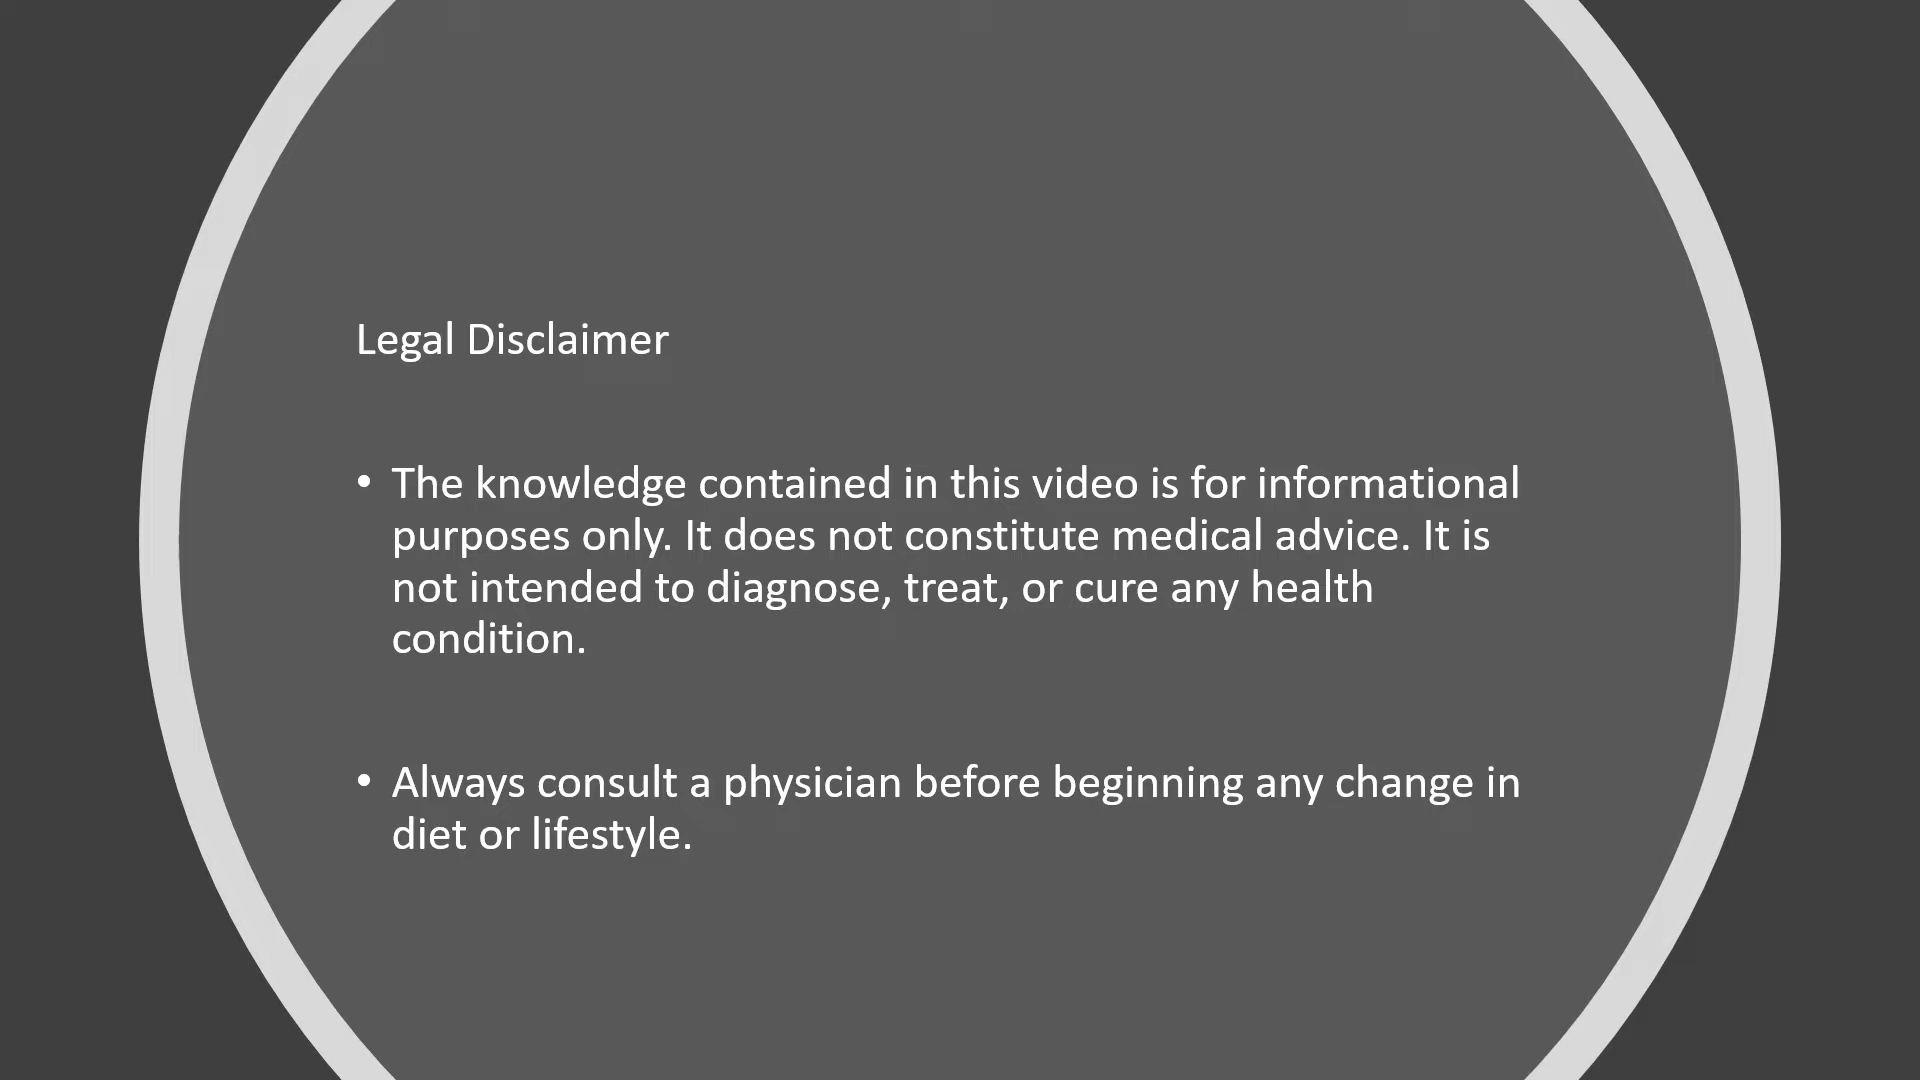 Legal Disclaimer
• The knowledge contained in this video is for informational
purposes only. It does not constitute medical advice. It is
not intended to diagnose, treat, or cure any health
condition.
• Always consult a physician before beginning any change in
diet or lifestyle.